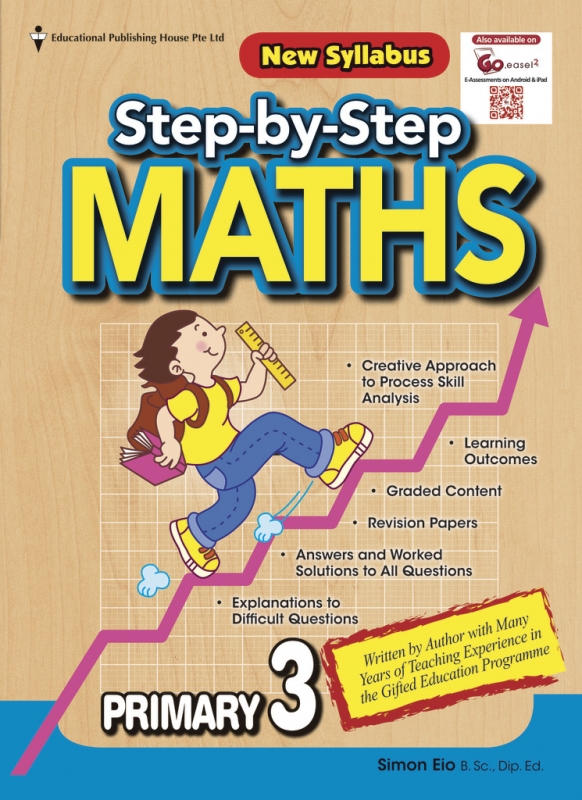 Educational Publishing House Pte Ltd
New Syllabus
Also available on
Go.easel²
E-Assessments on Android & iPad
Step-by-Step
MATHS
• Creative Approach
to Process Skill
Analysis
• Learning
Outcomes
• Graded Content
• Revision Papers
• Answers and Worked
Solutions to All Questions
• Explanations to
Difficult Questions
Written by Author with Many
Years of Teaching Experience in
the Gifted Education Programme
PRIMARY 3
Simon Eio B. Sc., Dip. Ed.